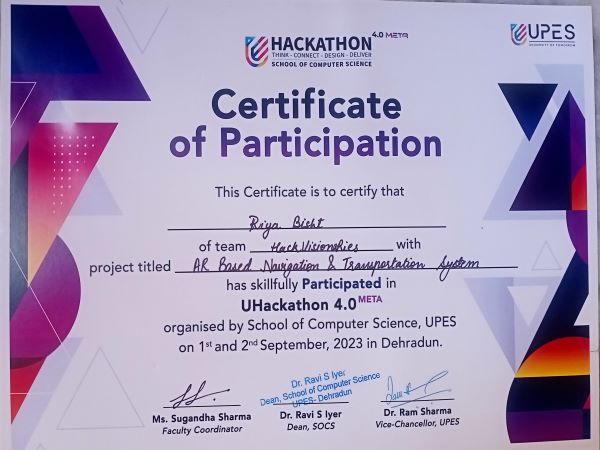 HACKATHON 4.0 META
THINK - CONNECT - DESIGN - DELIVER
SCHOOL OF COMPUTER SCIENCE
UPES
UNIVERSITY OF TOMORROW
Certificate
of Participation
This Certificate is to certify that
Riya Bisht
of team HackVisionRies with
project titled AR Based Navigation & Transportation System
has skillfully Participated in
UHackathon 4.0 META
organised by School of Computer Science, UPES
on 1st and 2nd September, 2023 in Dehradun.
Dr. Ravi S Iyer
Dean, School of Computer Science
UPES- Dehradun
Ms. Sugandha Sharma
Faculty Coordinator
Dr. Ravi S Iyer
Dean, SOCS
Dr. Ram Sharma
Vice-Chancellor, UPES